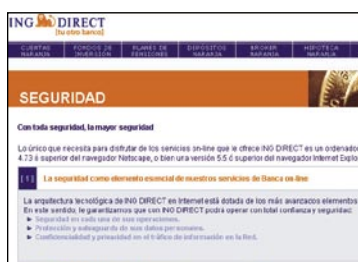 ING DIRECT
[tu otro banco]
CUENTAS NARANJA
FONDOS DE INVERSIÓN
PLANES DE PENSIONES
DEPÓSITOS NARANJA
BROKER NARANJA
HIPOTECA NARANJA
SEGURIDAD
Con toda seguridad, la mayor seguridad
Lo único que necesita para disfrutar de los servicios on-line que le ofrece ING DIRECT es un ordenador
4.73 ó superior del navegador Netscape, o bien una versión 5.5 ó superior del navegador Internet Explo
[1] La seguridad como elemento esencial de nuestros servicios de Banca on-line
La arquitectura tecnológica de ING DIRECT en Internet está dotada de los más avanzados elementos
En este sentido, le garantizamos que con ING DIRECT podrá operar con total confianza y seguridad:
Seguridad en cada una de sus operaciones.
Protección y salvaguarda de sus datos personales.
Confidencialidad y privacidad en el tráfico de información en la Red.